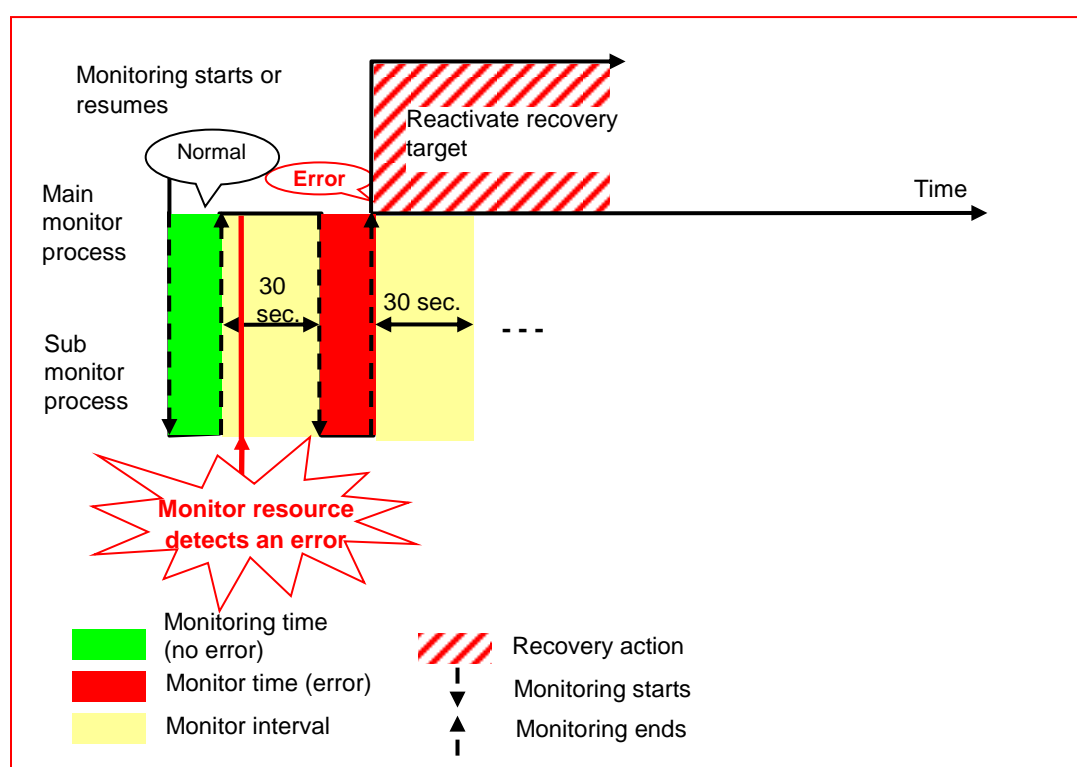 Monitoring starts or
resumes
Reactivate recovery
target
Normal
Error
Time
Main
monitor
process
30
sec.
30 sec.
- - -
Sub
monitor
process
Monitor resource
detects an error
Monitoring time
(no error)
Recovery action
Monitor time (error)
Monitoring starts
Monitor interval
Monitoring ends